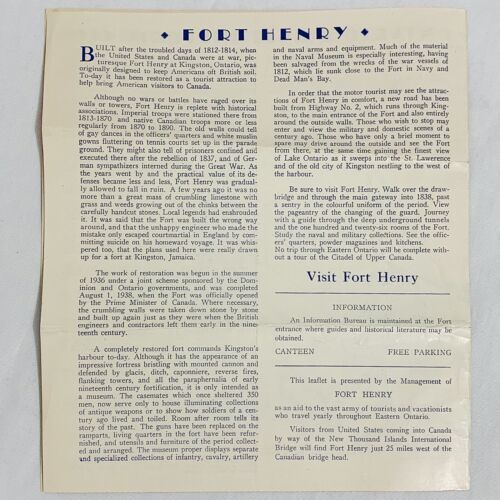 FORT HENRY
BUILT after the troubled days of 1812-1814, when
the United States and Canada were at war, pic-
turesque Fort Henry at Kingston, Ontario, was
originally designed to keep Americans off British soil.
To-day it has been restored as a tourist attraction to
help bring American visitors to Canada.
Although no wars or battles have raged over its
walls or towers, Fort Henry is replete with historical
associations. Imperial troops were stationed there from
1813-1870 and native Canadian troops more or less
regularly from 1870 to 1890. The old walls could tell
of gay dances in the officers' quarters and white muslin
gowns fluttering on tennis courts set up in the parade
ground. They might also tell of prisoners confined and
executed there after the rebellion of 1837, and of Ger-
man sympathizers interned during the Great War. As
the years went by and the practical value of its de-
fenses became less and less, Fort Henry was gradual-
ly allowed to fall in ruin. A few years ago it was no
more than a great mass of crumbling limestone with
grass and weeds growing out of the chinks between the
carefully handcut stones. Local legends had enshrouded
it. It was said that the Fort was built the wrong way
around, and that the engineer who made the
mistake only escaped courtmartial in England by com-
mitting suicide on his homeward voyage. It was whis-
pered too, that the plans used here were really drawn
up for a fort at Kingston, Jamaica.
The work of restoration was begun in the summer
of 1936 under a joint scheme sponsored by the Dom-
inion and Ontario governments, and was completed
August 1, 1938, when the Fort was officially opened
by the Prime Minister of Canada. Where necessary,
the crumbling walls were taken down stone by stone
and built up again just as they were when the British
engineers and contractors left them early in the nine-
teenth century.
A completely restored fort commands Kingston's
harbour to-day. Although it has the appearance of an
impressive fortress bristling with mounted cannon and
defended by glacis, ditch, caponniere, reverse fires,
flanking towers, and all the paraphernalia of early
nineteenth century fortification, it is only intended as
a museum. The casemates which once sheltered 350
men, now serve only to house illuminating collections
of antique weapons or to show how soldiers of a cen-
tury ago lived and toiled. Room after room tells its
story of the past. The guns have been replaced on the
ramparts, living quarters in the fort have been refur-
nished, and utensils and furniture of the period collect-
ed and arranged. The museum proper displays separate
and specialized collections of infantry, cavalry, artillery
and naval arms and equipment. Much of the material
in the Naval Museum is especially interesting, having
been salvaged from the wrecks of the war vessels of
1812, which lie sunk close to the Fort in Navy and
Dead Man's Bay.
In order that the motor tourist may see the attrac-
tions of Fort Henry in comfort, a new road has been
built from Highway No. 2, which runs through King-
ston, to the main entrance of the Fort and also entirely
around the outside walls. Those who wish to stop may
enter and view the military and domestic scenes of a
century ago. Those who have only a brief moment to
spare may drive around the outside and see the Fort
from there, at the same time gaining the finest view
of Lake Ontario as it sweeps into the St. Lawrence
and of the old city of Kingston nestling to the west of
the harbour.
Be sure to visit Fort Henry. Walk over the draw-
bridge and through the main gateway into 1838, past
a sentry in the colourful uniform of the period. View
the pageantry of the changing of the guard. Journey
with a guide through the deep underground tunnels
and the one hundred and twenty-six rooms of the Fort.
Study the naval and military collections. See the offi-
cers' quarters, powder magazines and kitchens.
No trip through Eastern Ontario will be complete with-
out a tour of the Citadel of Upper Canada.
Visit Fort Henry
INFORMATION
An Information Bureau is maintained at the Fort
entrance where guides and historical literature may be
obtained.
CANTEEN FREE PARKING
This leaflet is presented by the Management of
FORT HENRY
as an aid to the vast army of tourists and vacationists
who travel yearly throughout Eastern Ontario.
Visitors from United States coming into Canada
by way of the New Thousand Islands International
Bridge will find Fort Henry just 25 miles west of the
Canadian bridge head.